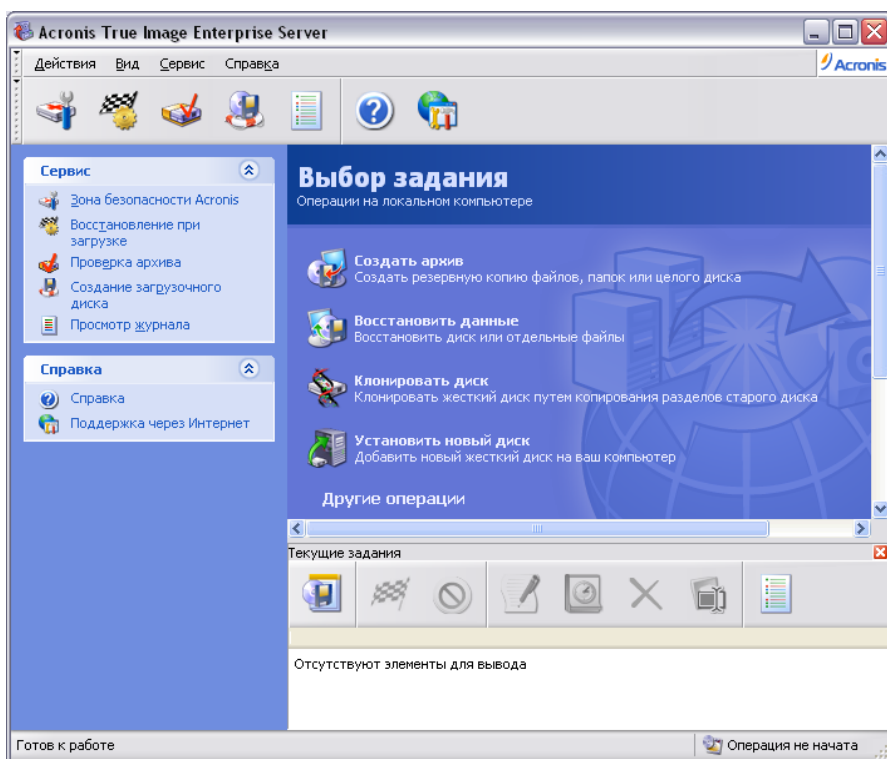 Acronis True Image Enterprise Server
Действия Вид Сервис Справка
Acronis
Сервис
Зона безопасности Acronis
Восстановление при
загрузке
Проверка архива
Создание загрузочного
диска
Просмотр журнала
Справка
Справка
Поддержка через Интернет
Выбор задания
Операции на локальном компьютере
Создать архив
Создать резервную копию файлов, папок или целого диска
Восстановить данные
Восстановить диск или отдельные файлы
Клонировать диск
Клонировать жесткий диск путем копирования разделов старого диска
Установить новый диск
Добавить новый жесткий диск на ваш компьютер
Другие операции
Текущие задания
Отсутствуют элементы для вывода
Готов к работе
Операция не начата